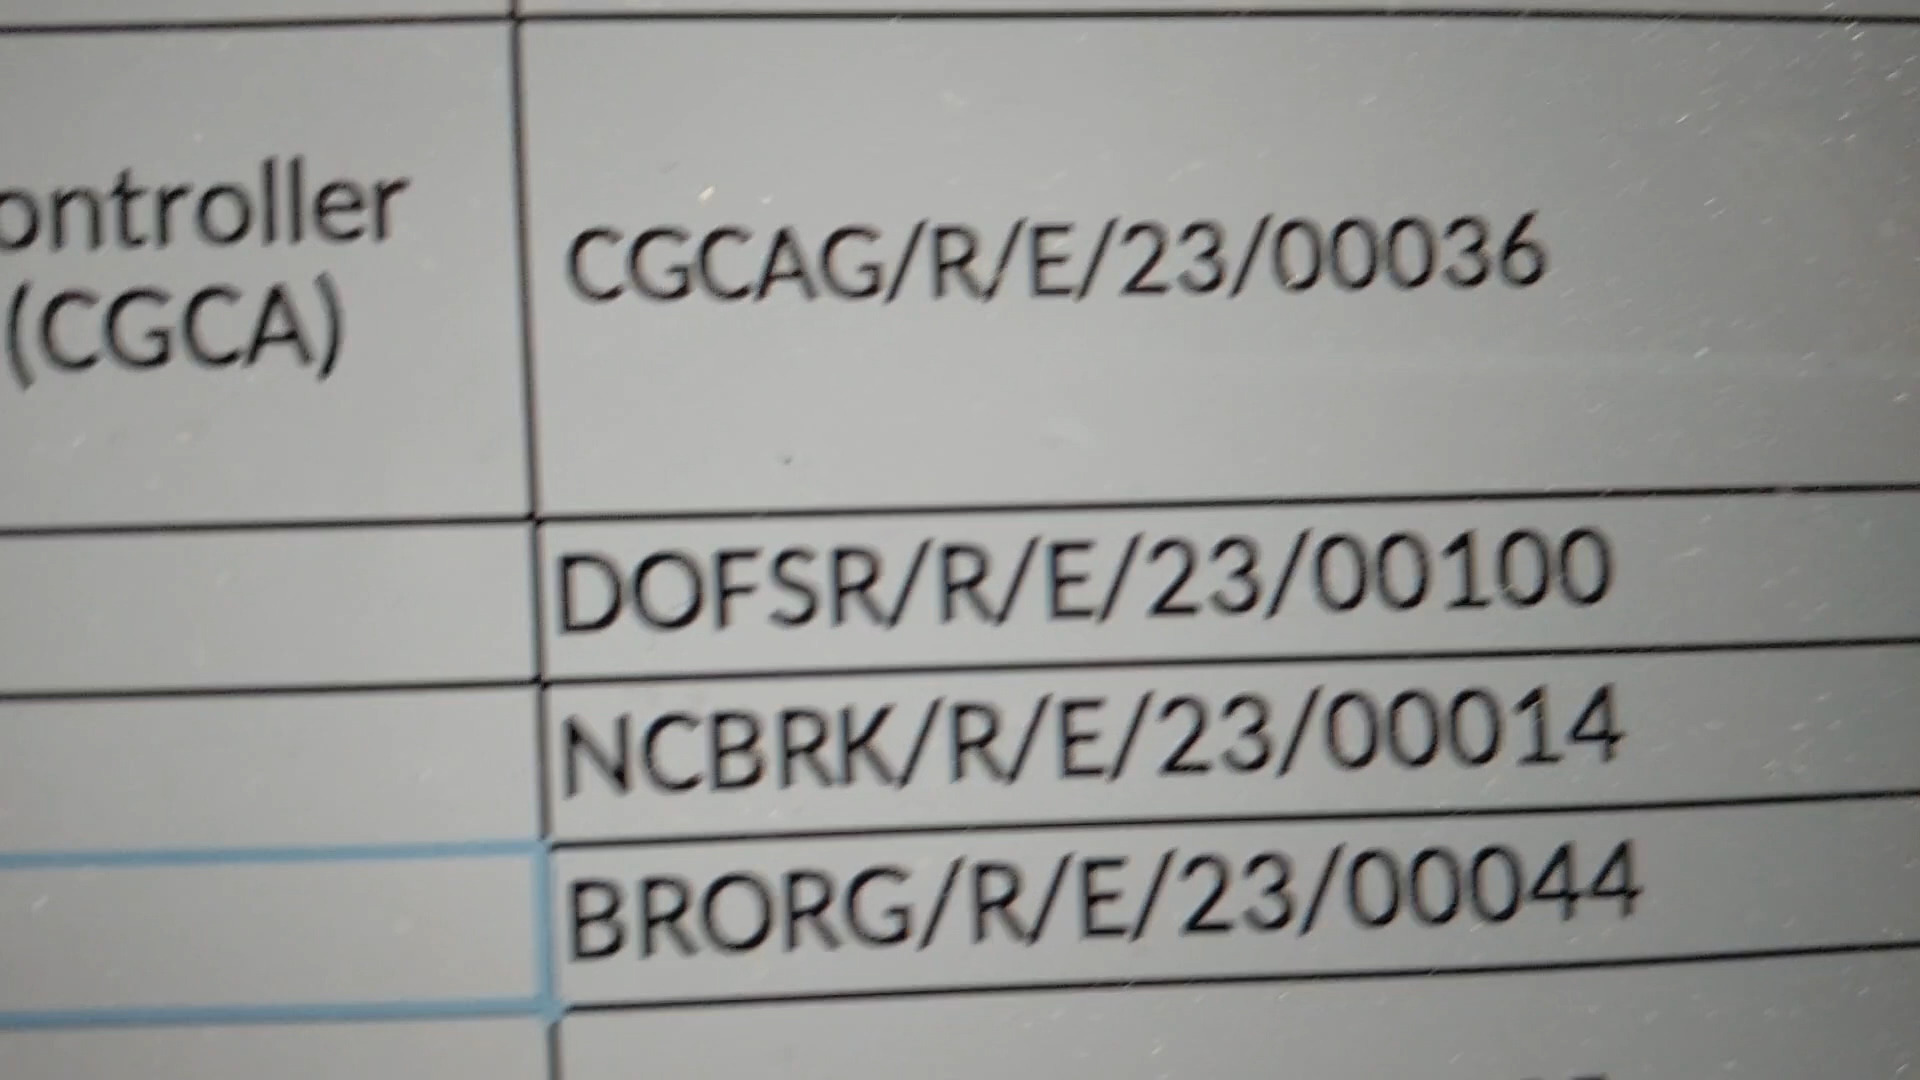 ontroller
(CGCA)
CGCAG/R/E/23/00036
DOFSR/R/E/23/00100
NCBRK/R/E/23/00014
BRORG/R/E/23/00044